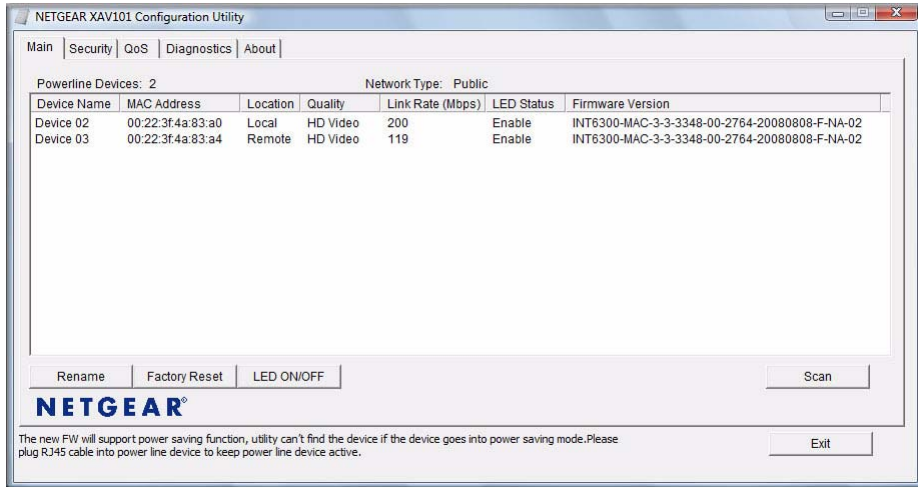 NETGEAR XAV101 Configuration Utility
Main Security QoS Diagnostics About
Powerline Devices: 2 Network Type: Public
Device Name MAC Address Location Quality Link Rate (Mbps) LED Status Firmware Version
Device 02 00:22:3f:4a:83:a0 Local HD Video 200 Enable INT6300-MAC-3-3-3348-00-2764-20080808-F-NA-02
Device 03 00:22:3f:4a:83:a4 Remote HD Video 119 Enable INT6300-MAC-3-3-3348-00-2764-20080808-F-NA-02
Rename Factory Reset LED ON/OFF Scan
NETGEAR®
The new FW will support power saving function, utility can't find the device if the device goes into power saving mode.Please
plug RJ45 cable into power line device to keep power line device active.
Exit